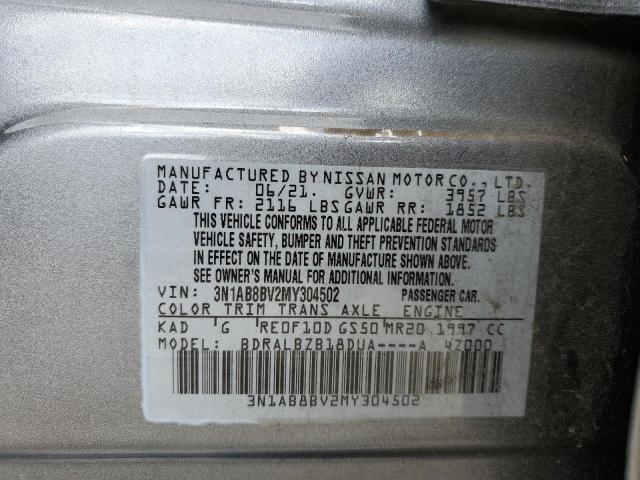 MANUFACTURED BY NISSAN MOTOR CO., LTD.
DATE: 06/21. GVWR: 3957 LBS
GAWR FR: 2116 LBS GAWR RR: 1852 LBS
THIS VEHICLE CONFORMS TO ALL APPLICABLE FEDERAL MOTOR
VEHICLE SAFETY, BUMPER AND THEFT PREVENTION STANDARDS
IN EFFECT ON THE DATE OF MANUFACTURE SHOWN ABOVE.
SEE OWNER'S MANUAL FOR ADDITIONAL INFORMATION.
VIN: 3N1AB8BV2MY304502 PASSENGER CAR.
COLOR TRIM TRANS AXLE ENGINE
KAD G RE0F10D GS50 MR20 1997 CC
MODEL: BDRALBZB18DUA----A 4Z000
3N1AB8BV2MY304502